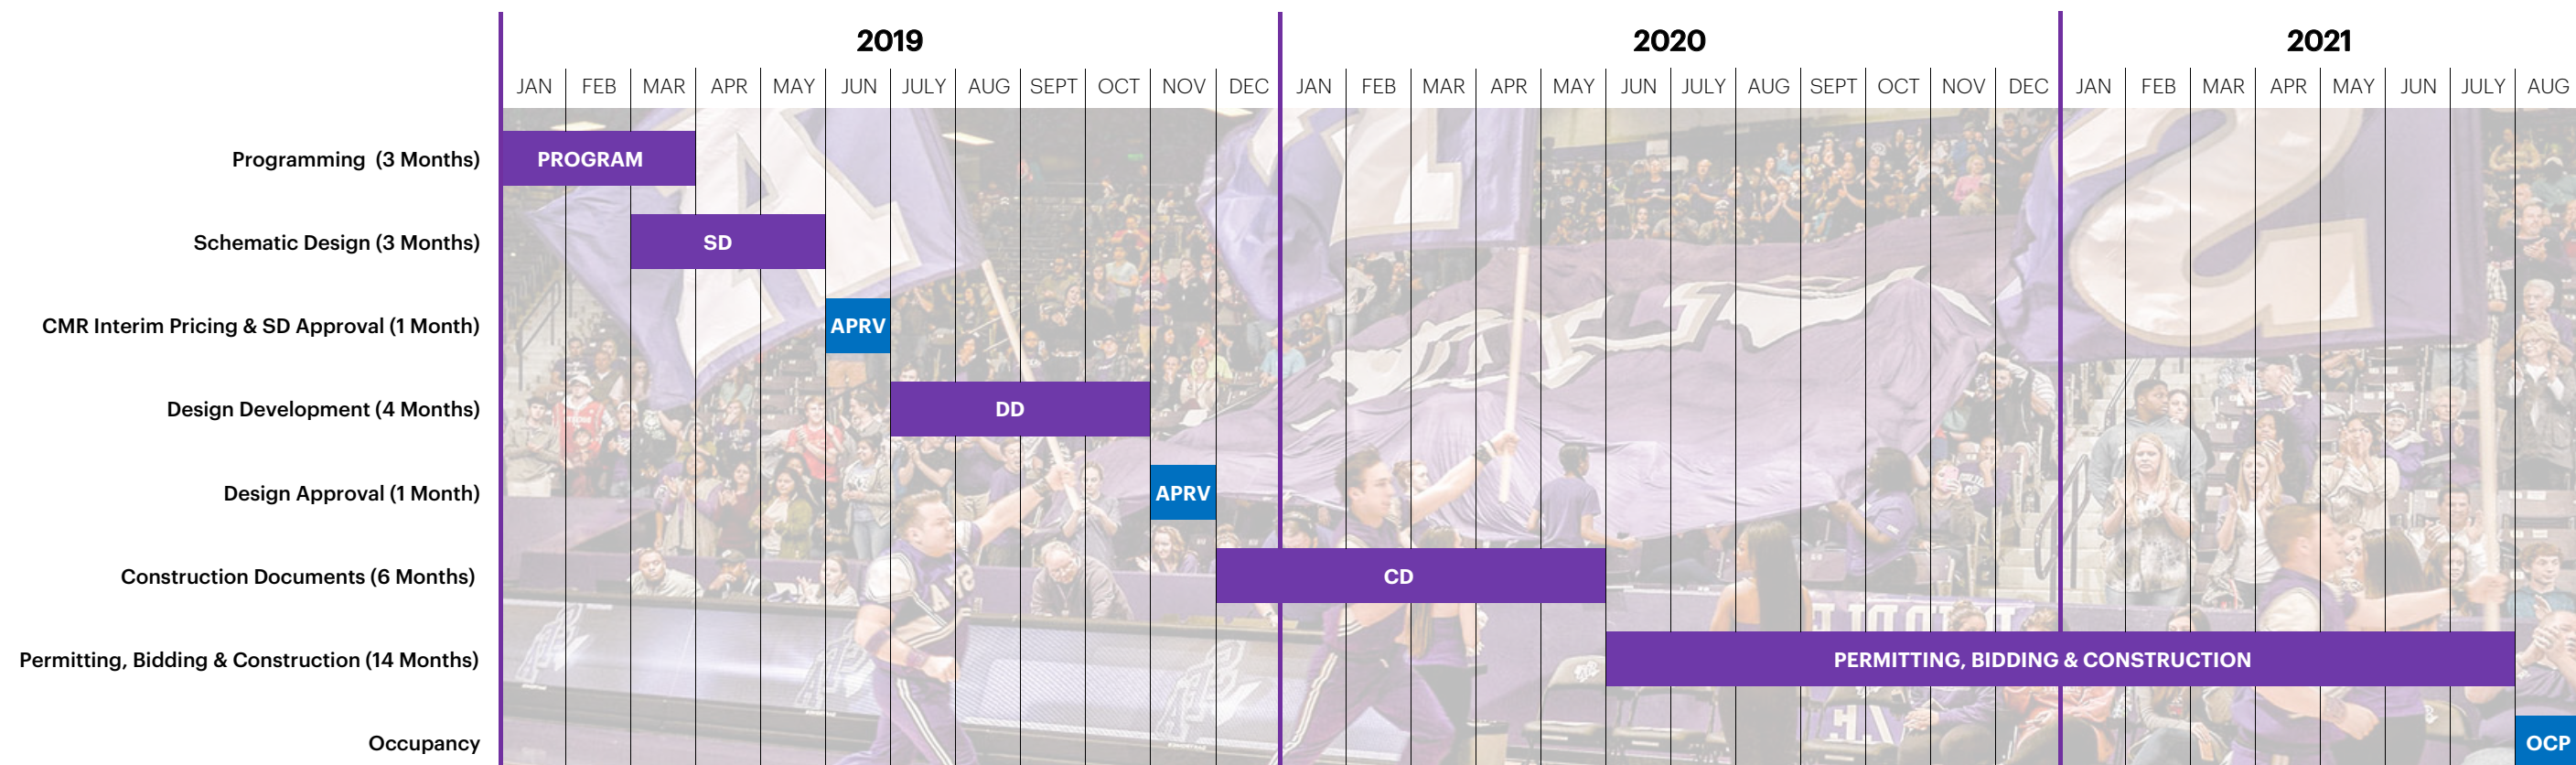 2019 2020 2021
JAN FEB MAR APR MAY JUN JULY AUG SEPT OCT NOV DEC JAN FEB MAR APR MAY JUN JULY AUG SEPT OCT NOV DEC JAN FEB MAR APR MAY JUN JULY AUG
Programming (3 Months) PROGRAM
Schematic Design (3 Months) SD
CMR Interim Pricing & SD Approval (1 Month) APRV
Design Development (4 Months) DD
Design Approval (1 Month) APRV
Construction Documents (6 Months) CD
Permitting, Bidding & Construction (14 Months) PERMITTING, BIDDING & CONSTRUCTION
Occupancy OCP